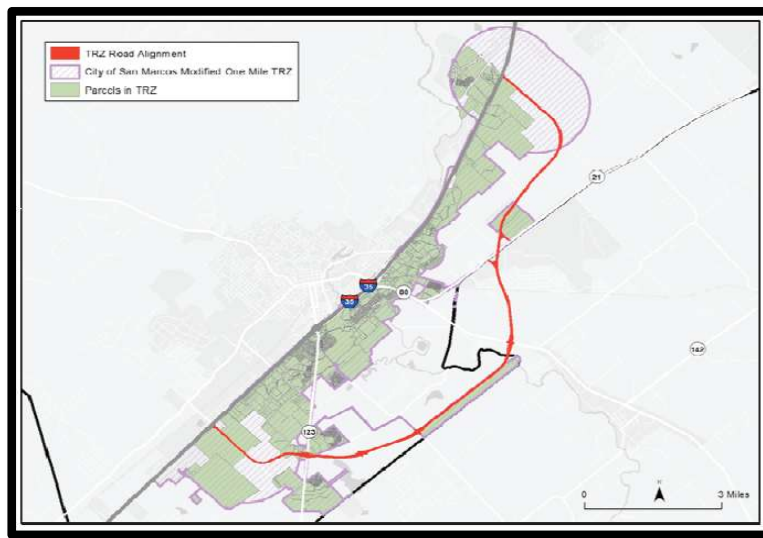 TRZ Road Alignment
City of San Marcos Modified One Mile TRZ
Parcels in TRZ
21
35
35
80
142
123
N
0 3 Miles